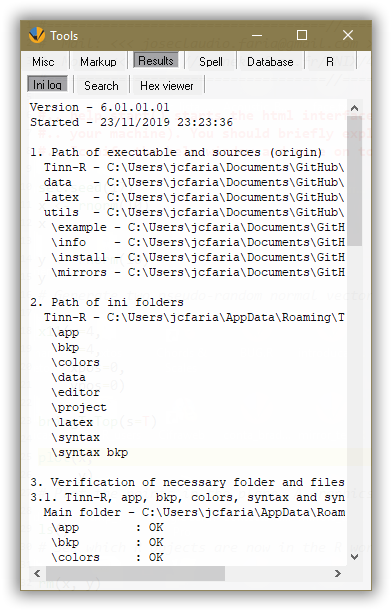 Tools
Misc Markup Results Spell Database R
Ini log Search Hex viewer
Version - 6.01.01.01
Started - 23/11/2019 23:23:36
1. Path of executable and sources (origin)
Tinn-R - C:\Users\jcfaria\Documents\GitHub\
data - C:\Users\jcfaria\Documents\GitHub\
latex - C:\Users\jcfaria\Documents\GitHub\
utils - C:\Users\jcfaria\Documents\GitHub\
\example - C:\Users\jcfaria\Documents\GitH
\info - C:\Users\jcfaria\Documents\GitH
\install - C:\Users\jcfaria\Documents\GitH
\mirrors - C:\Users\jcfaria\Documents\GitH
2. Path of ini folders
Tinn-R - C:\Users\jcfaria\AppData\Roaming\T
\app
\bkp
\colors
\data
\editor
\project
\latex
\syntax
\syntax bkp
3. Verification of necessary folder and files
3.1. Tinn-R, app, bkp, colors, syntax and syn
Main folder - C:\Users\jcfaria\AppData\Roam
\app : OK
\bkp : OK
\colors : OK